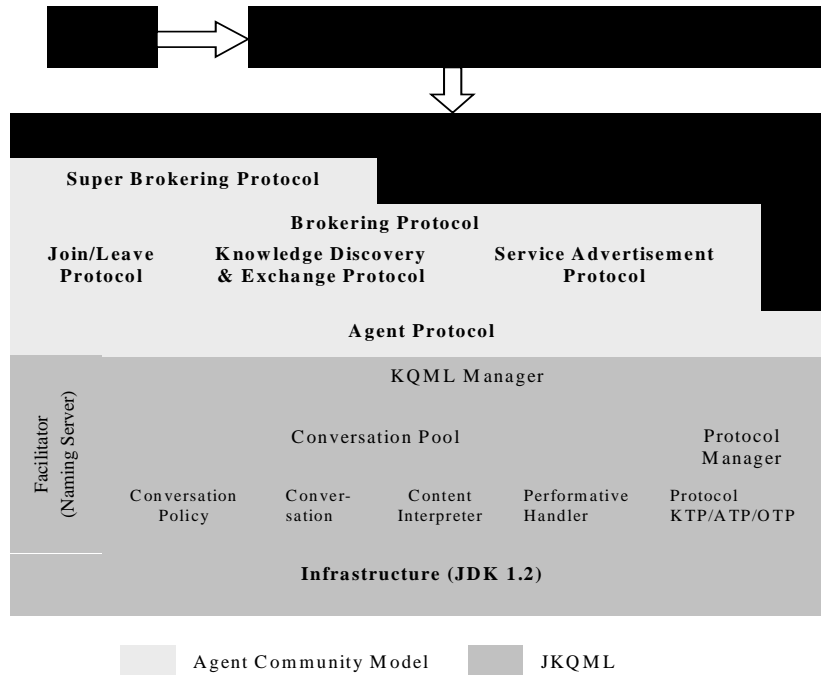 Super Brokering Protocol
Brokering Protocol
Join/Leave
Protocol
Knowledge Discovery
& Exchange Protocol
Service Advertisement
Protocol
Agent Protocol
Facilitator
(Naming Server)
KQML Manager
Conversation Pool
Protocol
Manager
Conversation
Policy
Conver-
sation
Content
Interpreter
Performative
Handler
Protocol
KTP/ATP/OTP
Infrastructure (JDK 1.2)
Agent Community Model
JKQML